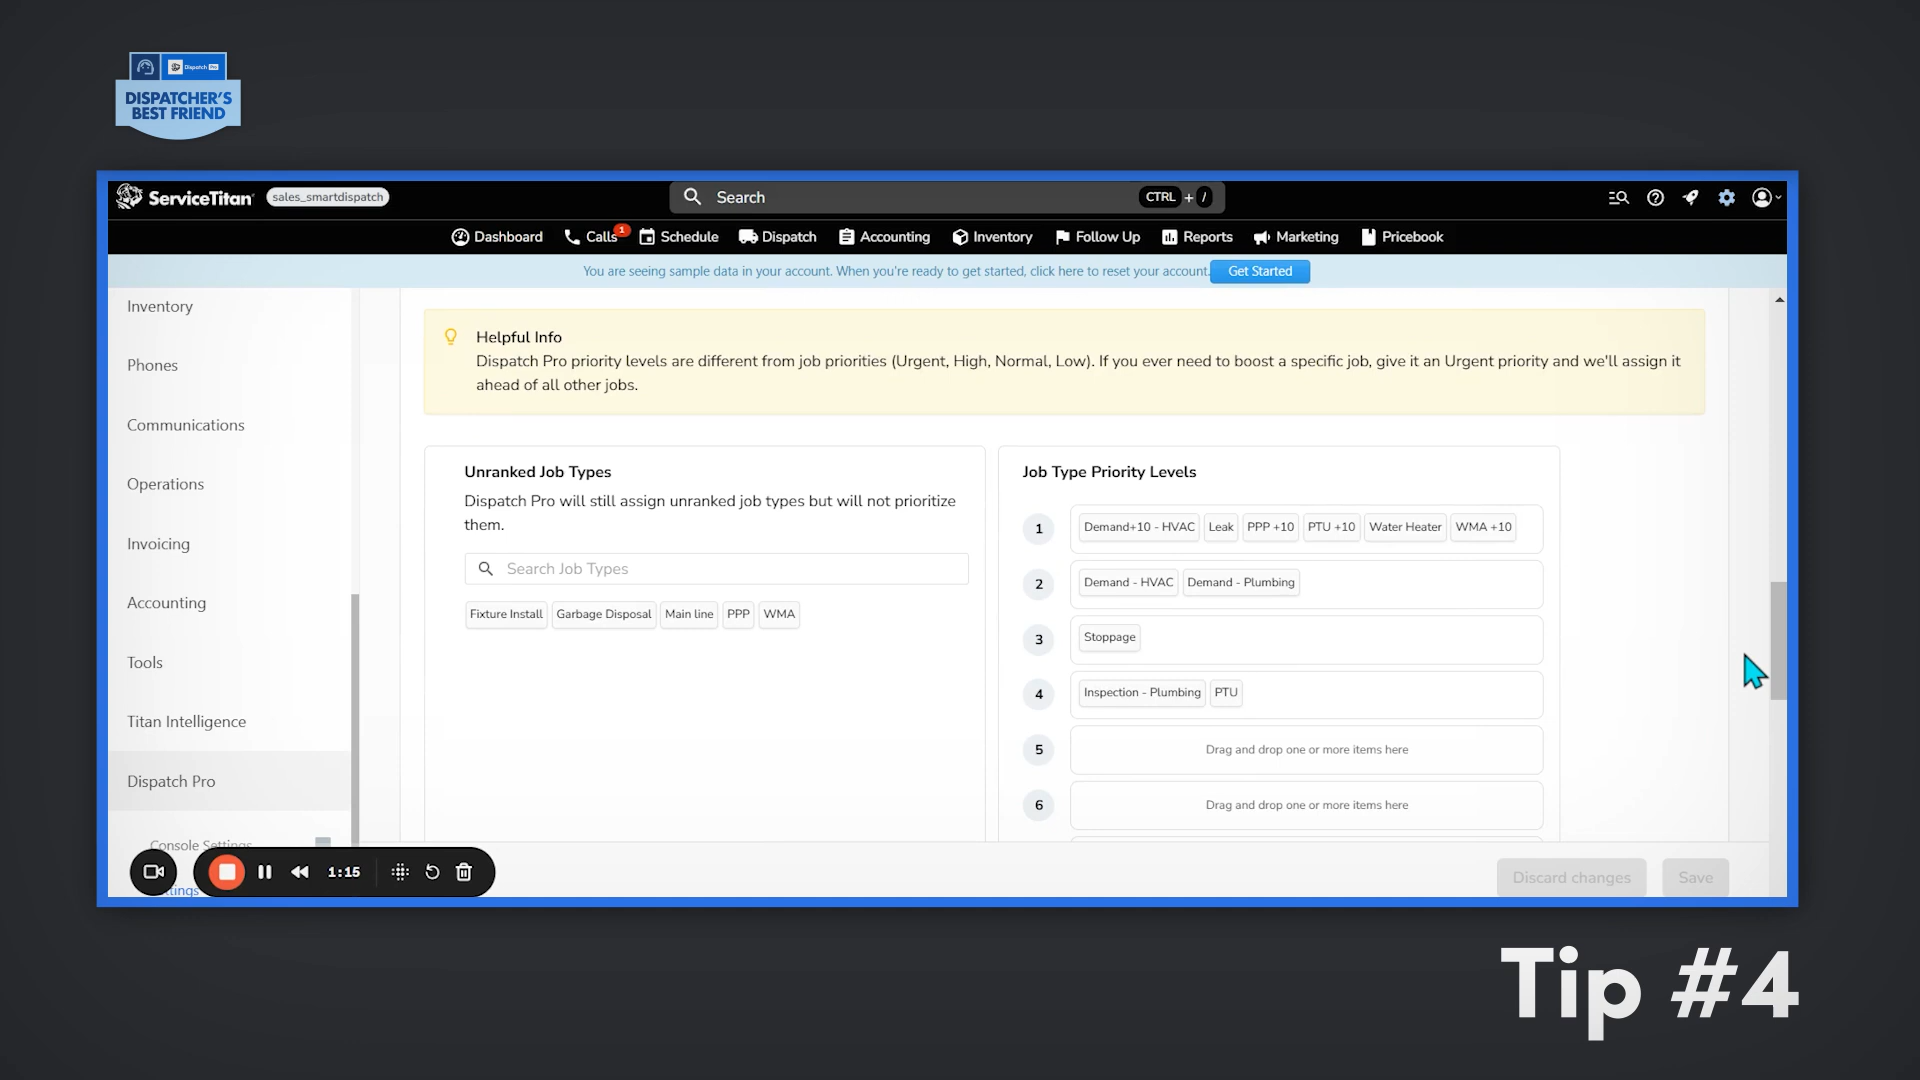 Dispatch Pro
DISPATCHER'S
BEST FRIEND
ServiceTitan
sales_smartdispatch
Search
CTRL + /
Dashboard
Calls 1
Schedule
Dispatch
Accounting
Inventory
Follow Up
Reports
Marketing
Pricebook
You are seeing sample data in your account. When you're ready to get started, click here to reset your account.
Get Started
Inventory
Phones
Communications
Operations
Invoicing
Accounting
Tools
Titan Intelligence
Dispatch Pro
Console Settings
Helpful Info
Dispatch Pro priority levels are different from job priorities (Urgent, High, Normal, Low). If you ever need to boost a specific job, give it an Urgent priority and we'll assign it
ahead of all other jobs.
Unranked Job Types
Dispatch Pro will still assign unranked job types but will not prioritize
them.
Search Job Types
Fixture Install Garbage Disposal Main line PPP WMA
Job Type Priority Levels
1 Demand+10 - HVAC Leak PPP +10 PTU +10 Water Heater WMA +10
2 Demand - HVAC Demand - Plumbing
3 Stoppage
4 Inspection - Plumbing PTU
5 Drag and drop one or more items here
6 Drag and drop one or more items here
1:15
Discard changes
Save
Tip #4